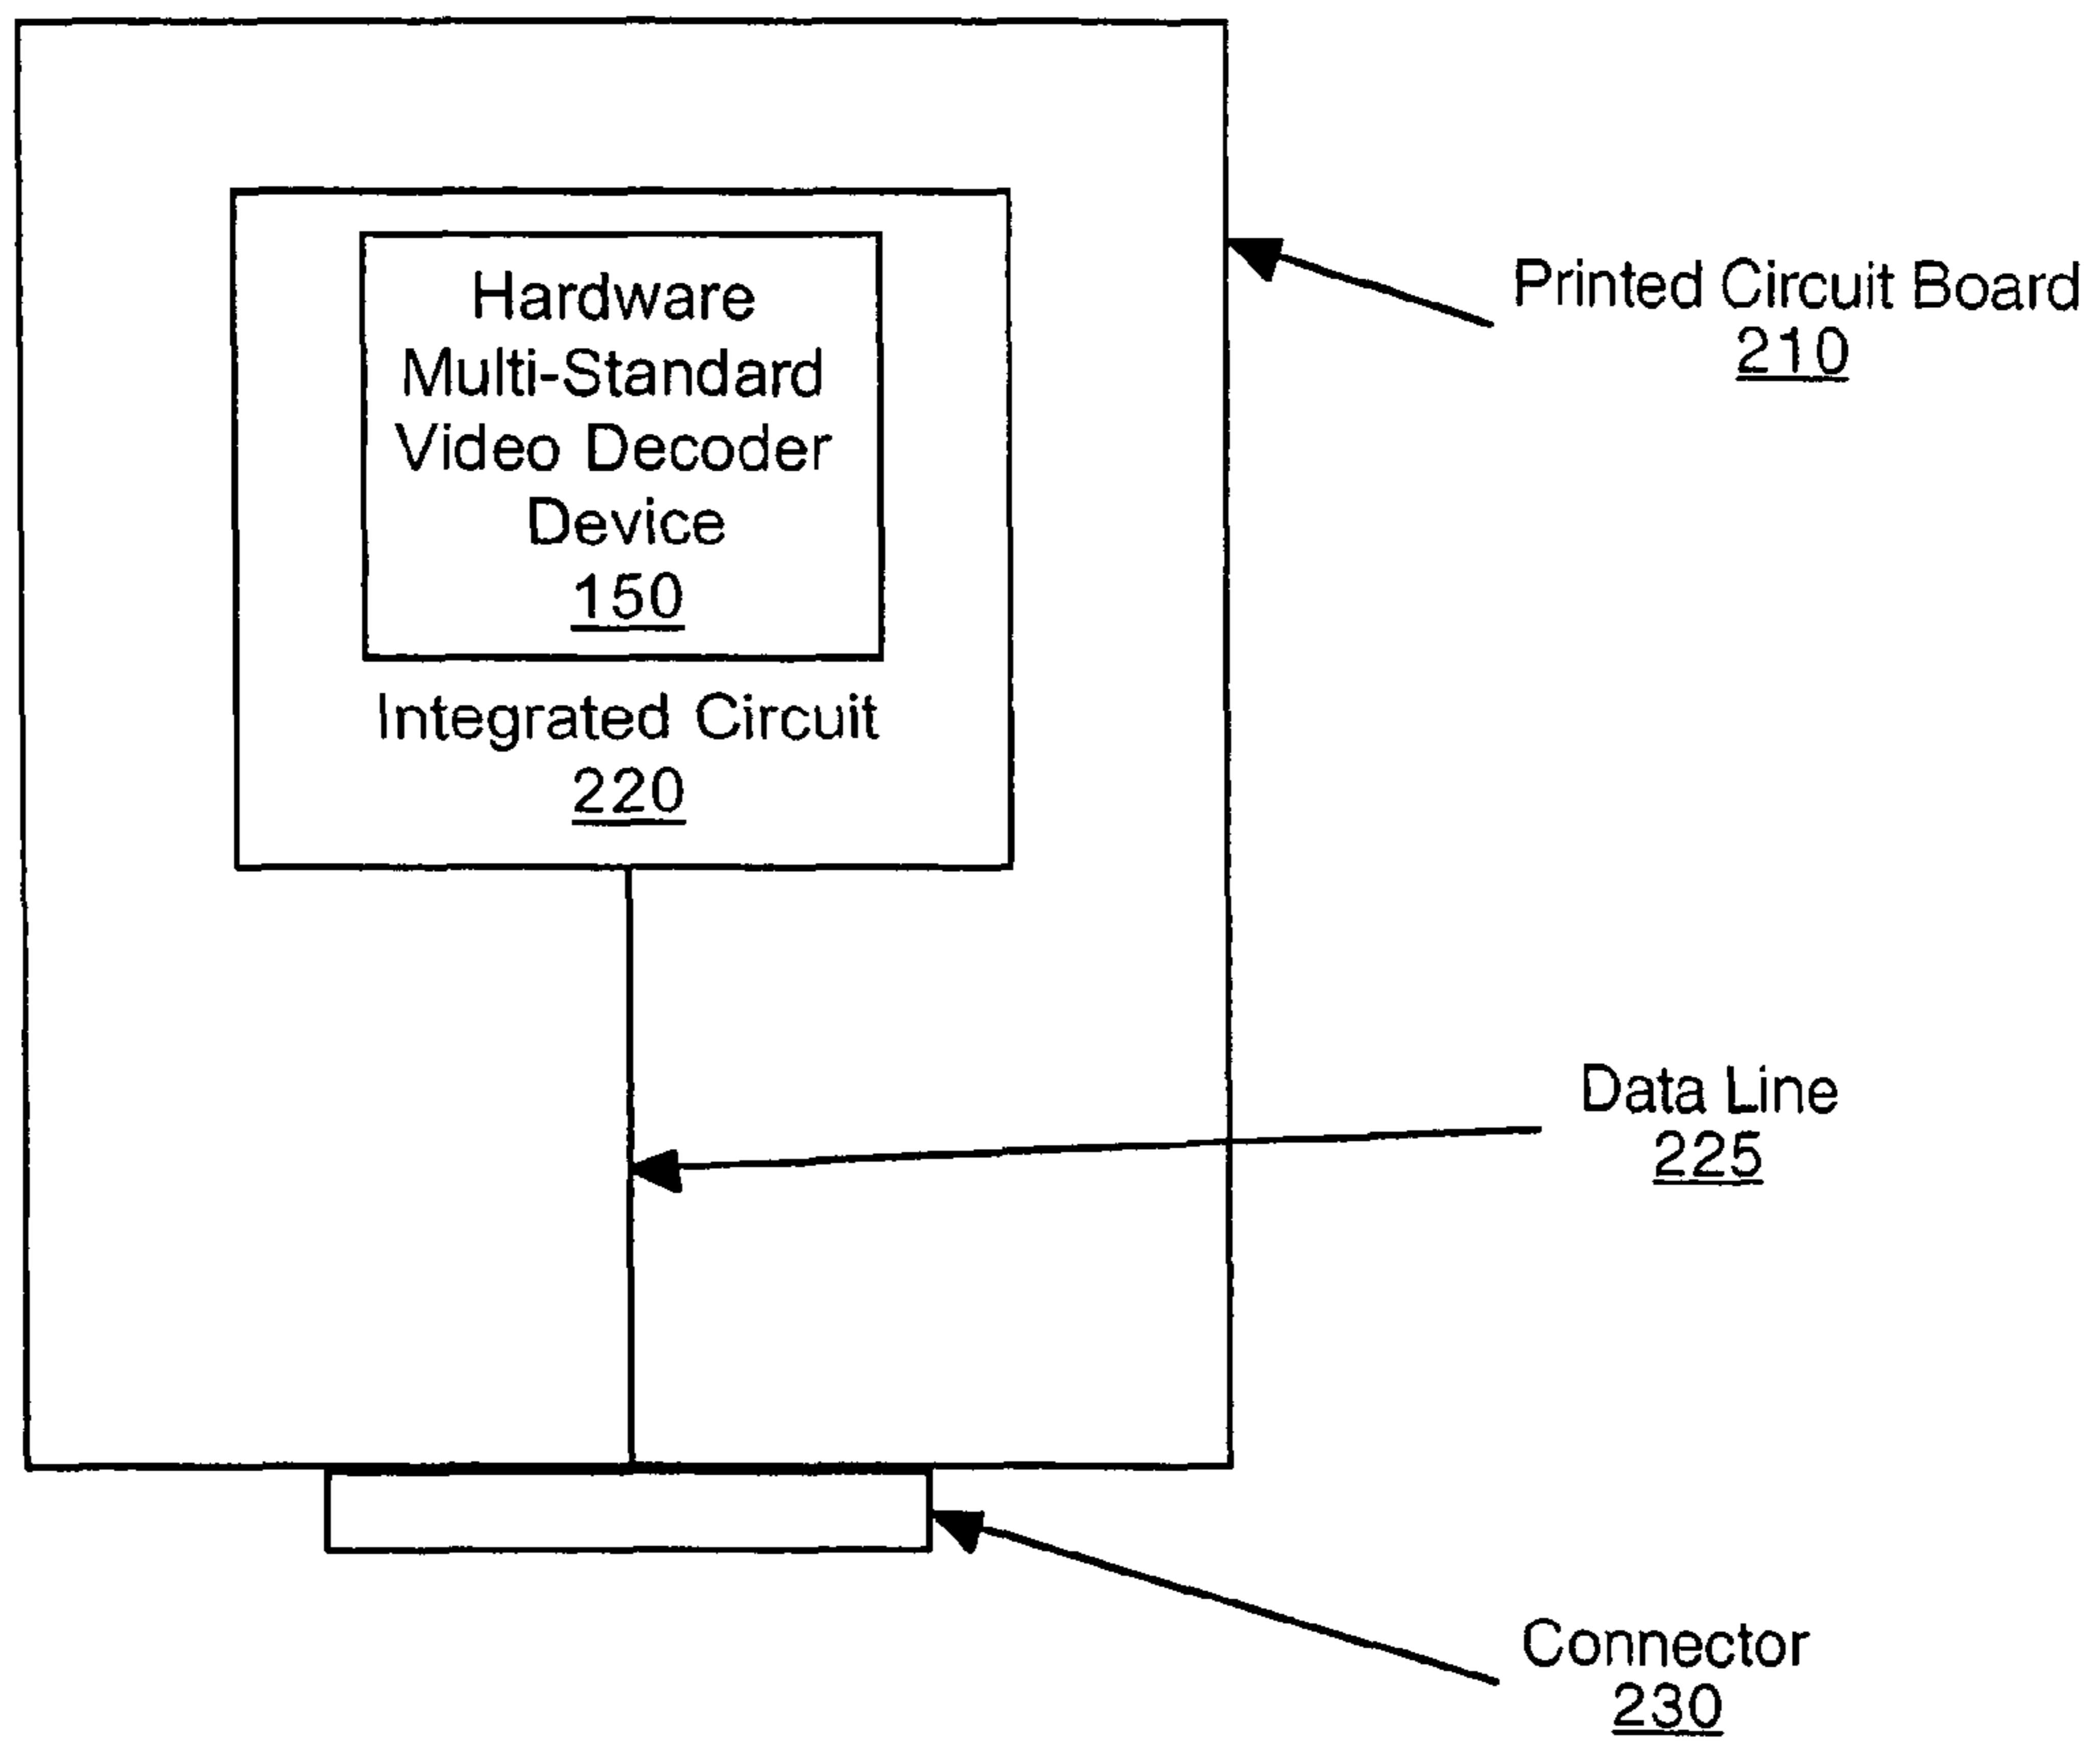 Hardware
Multi-Standard
Video Decoder
Device
150
Integrated Circuit
220
Printed Circuit Board
210
Data Line
225
Connector
230